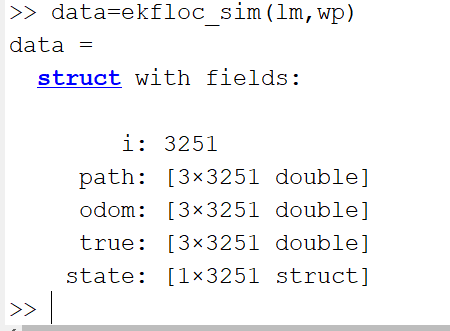 >> data=ekfloc_sim(lm,wp)
data =
struct with fields:
i: 3251
path: [3×3251 double]
odom: [3×3251 double]
true: [3×3251 double]
state: [1×3251 struct]
>>